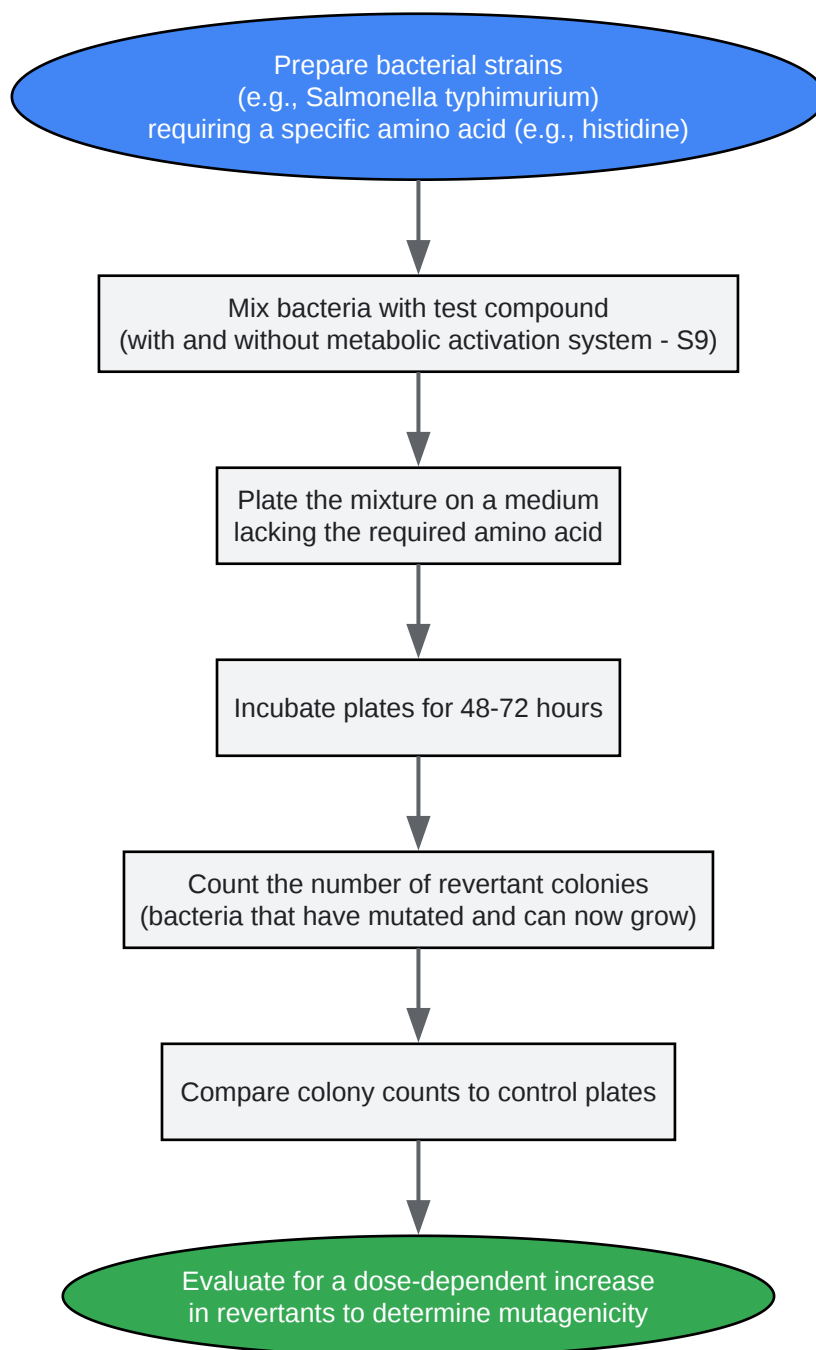 Prepare bacterial strains
(e.g., Salmonella typhimurium)
requiring a specific amino acid (e.g., histidine)
Mix bacteria with test compound
(with and without metabolic activation system - S9)
Plate the mixture on a medium
lacking the required amino acid
Incubate plates for 48-72 hours
Count the number of revertant colonies
(bacteria that have mutated and can now grow)
Compare colony counts to control plates
Evaluate for a dose-dependent increase
in revertants to determine mutagenicity